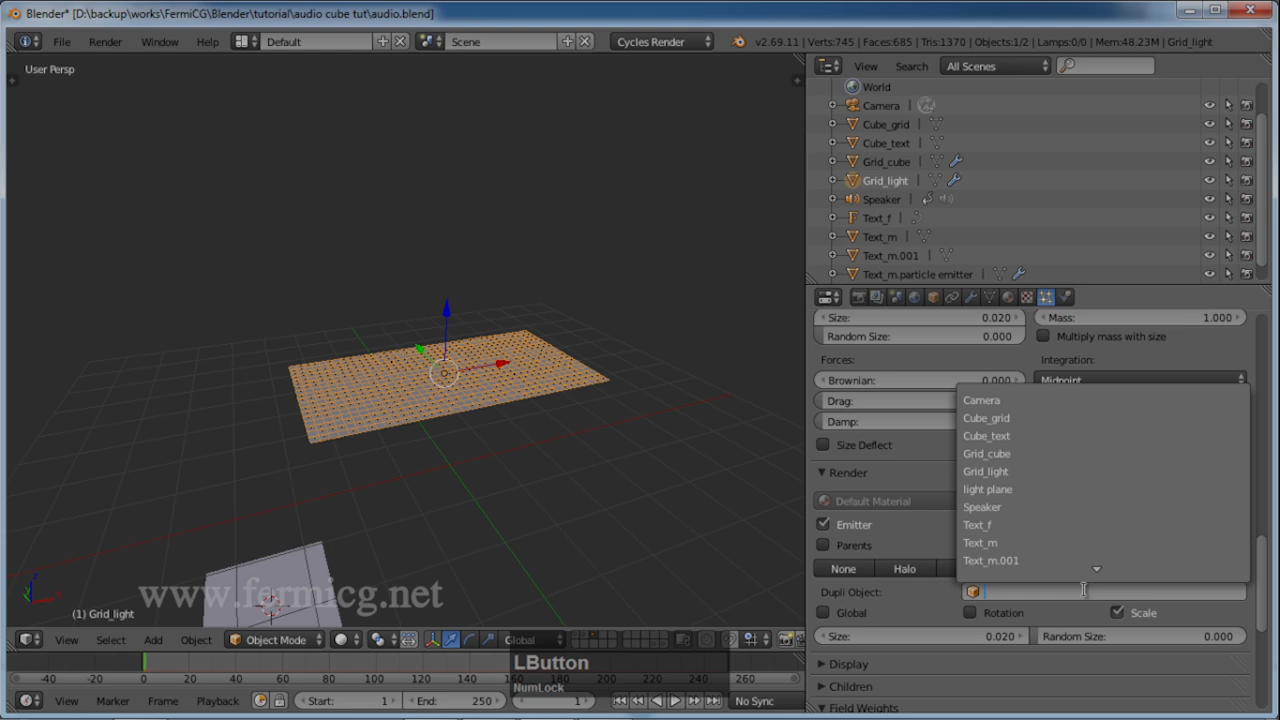 Blender* [D:\backup\works\FermiCG\Blender\tutorial\audio cube tut\audio.blend]
File Render Window Help Default Scene Cycles Render v2.69.11 | Verts:745 | Faces:685 | Tris:1370 | Objects:1/2 | Lamps:0/0 | Mem:48.23M | Grid_light
User Persp
View Search All Scenes
World
Camera
Cube_grid
Cube_text
Grid_cube
Grid_light
Speaker
Text_f
Text_m
Text_m.001
Text_m.particle emitter
Size: 0.020 Mass: 1.000
Random Size: 0.000 Multiply mass with size
Forces: Integration:
Brownian: 0.000 Midpoint
Drag:
Damp:
Size Deflect
Render
Default Material
Emitter
Parents
None Halo
Camera
Cube_grid
Cube_text
Grid_cube
Grid_light
light plane
Speaker
Text_f
Text_m
Text_m.001
Dupli Object:
Global Rotation Scale
Size: 0.020 Random Size: 0.000
Display
Children
Field Weights
www.fermicg.net
(1) Grid_light
View Select Add Object Object Mode Global
LButton
NumLock
-40 -20 0 20 40 60 80 100 120 140 160 180 200 220 240 260
View Marker Frame Playback Start: 1 End: 250 1 No Sync